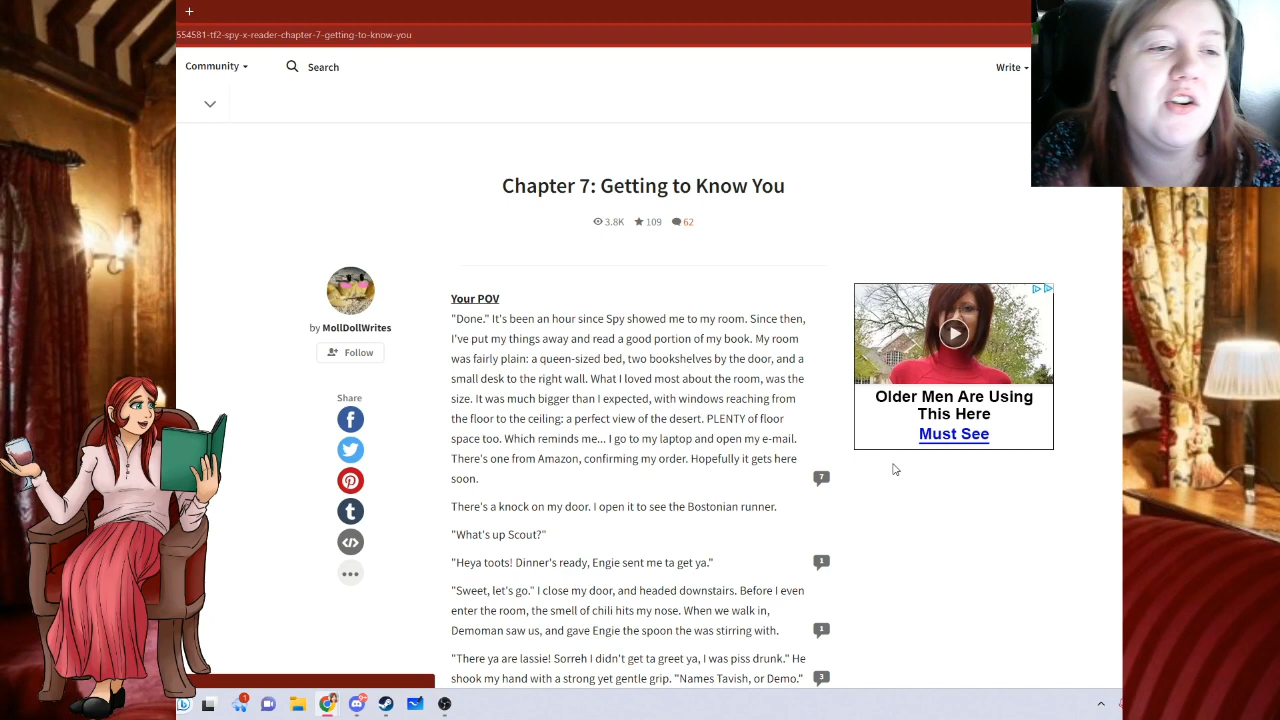 +
554581-tf2-spy-x-reader-chapter-7-getting-to-know-you
Community
Search
Write
Chapter 7: Getting to Know You
3.8K 109 62
by MollDollWrites
Follow
Share
Your POV
"Done." It's been an hour since Spy showed me to my room. Since then,
I've put my things away and read a good portion of my book. My room
was fairly plain: a queen-sized bed, two bookshelves by the door, and a
small desk to the right wall. What I loved most about the room, was the
size. It was much bigger than I expected, with windows reaching from
the floor to the ceiling: a perfect view of the desert. PLENTY of floor
space too. Which reminds me... I go to my laptop and open my e-mail.
There's one from Amazon, confirming my order. Hopefully it gets here
soon.
7
There's a knock on my door. I open it to see the Bostonian runner.
"What's up Scout?"
"Heya toots! Dinner's ready, Engie sent me ta get ya."
1
"Sweet, let's go." I close my door, and headed downstairs. Before I even
enter the room, the smell of chili hits my nose. When we walk in,
Demoman saw us, and gave Engie the spoon the was stirring with.
1
"There ya are lassie! Sorreh I didn't get ta greet ya, I was piss drunk." He
shook my hand with a strong yet gentle grip. "Names Tavish, or Demo."
3
Older Men Are Using
This Here
Must See
1